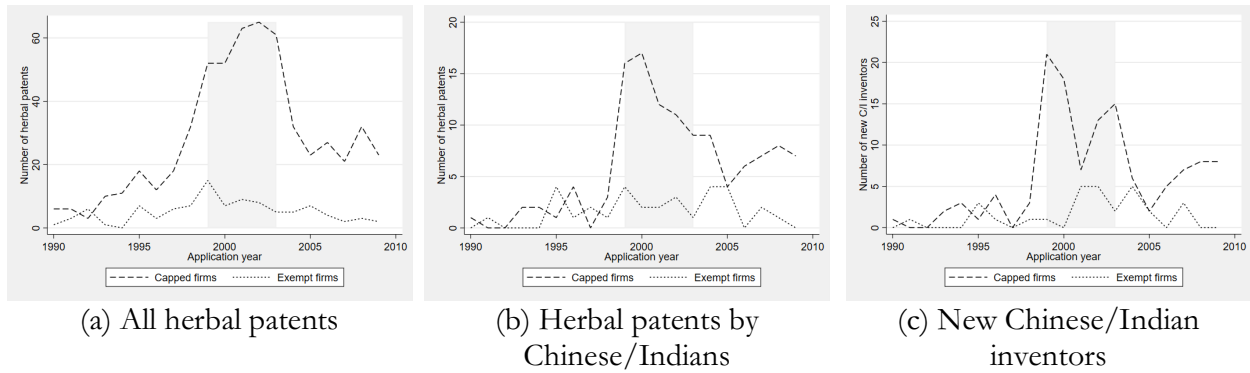 Number of herbal patents
60
40
20
0
1990 1995 2000 2005 2010
Application year
Capped firms Exempt firms
(a) All herbal patents
Number of herbal patents
20
15
10
5
0
1990 1995 2000 2005 2010
Application year
Capped firms Exempt firms
(b) Herbal patents by
Chinese/Indians
Number of new C/I inventors
25
20
15
10
5
0
1990 1995 2000 2005 2010
Application year
Capped firms Exempt firms
(c) New Chinese/Indian
inventors